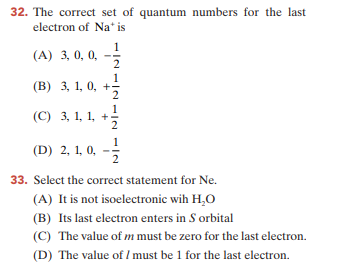 32. The correct set of quantum numbers for the last
electron of Na⁺ is
(A) 3, 0, 0, −1/2
(B) 3, 1, 0, +1/2
(C) 3, 1, 1, +1/2
(D) 2, 1, 0, −1/2
33. Select the correct statement for Ne.
(A) It is not isoelectronic wih H₂O
(B) Its last electron enters in S orbital
(C) The value of m must be zero for the last electron.
(D) The value of l must be 1 for the last electron.